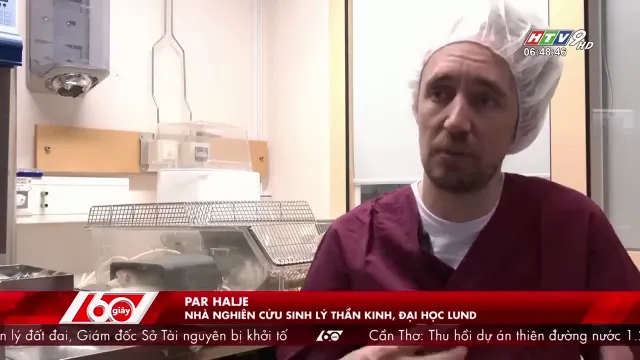 HTV9 HD
06:48:46
60 giây
PAR HALJE
NHÀ NGHIÊN CỨU SINH LÝ THẦN KINH, ĐẠI HỌC LUND
n lý đất đai, Giám đốc Sở Tài nguyên bị khởi tố Cần Thơ: Thu hồi dự án thiên đường nước 1.